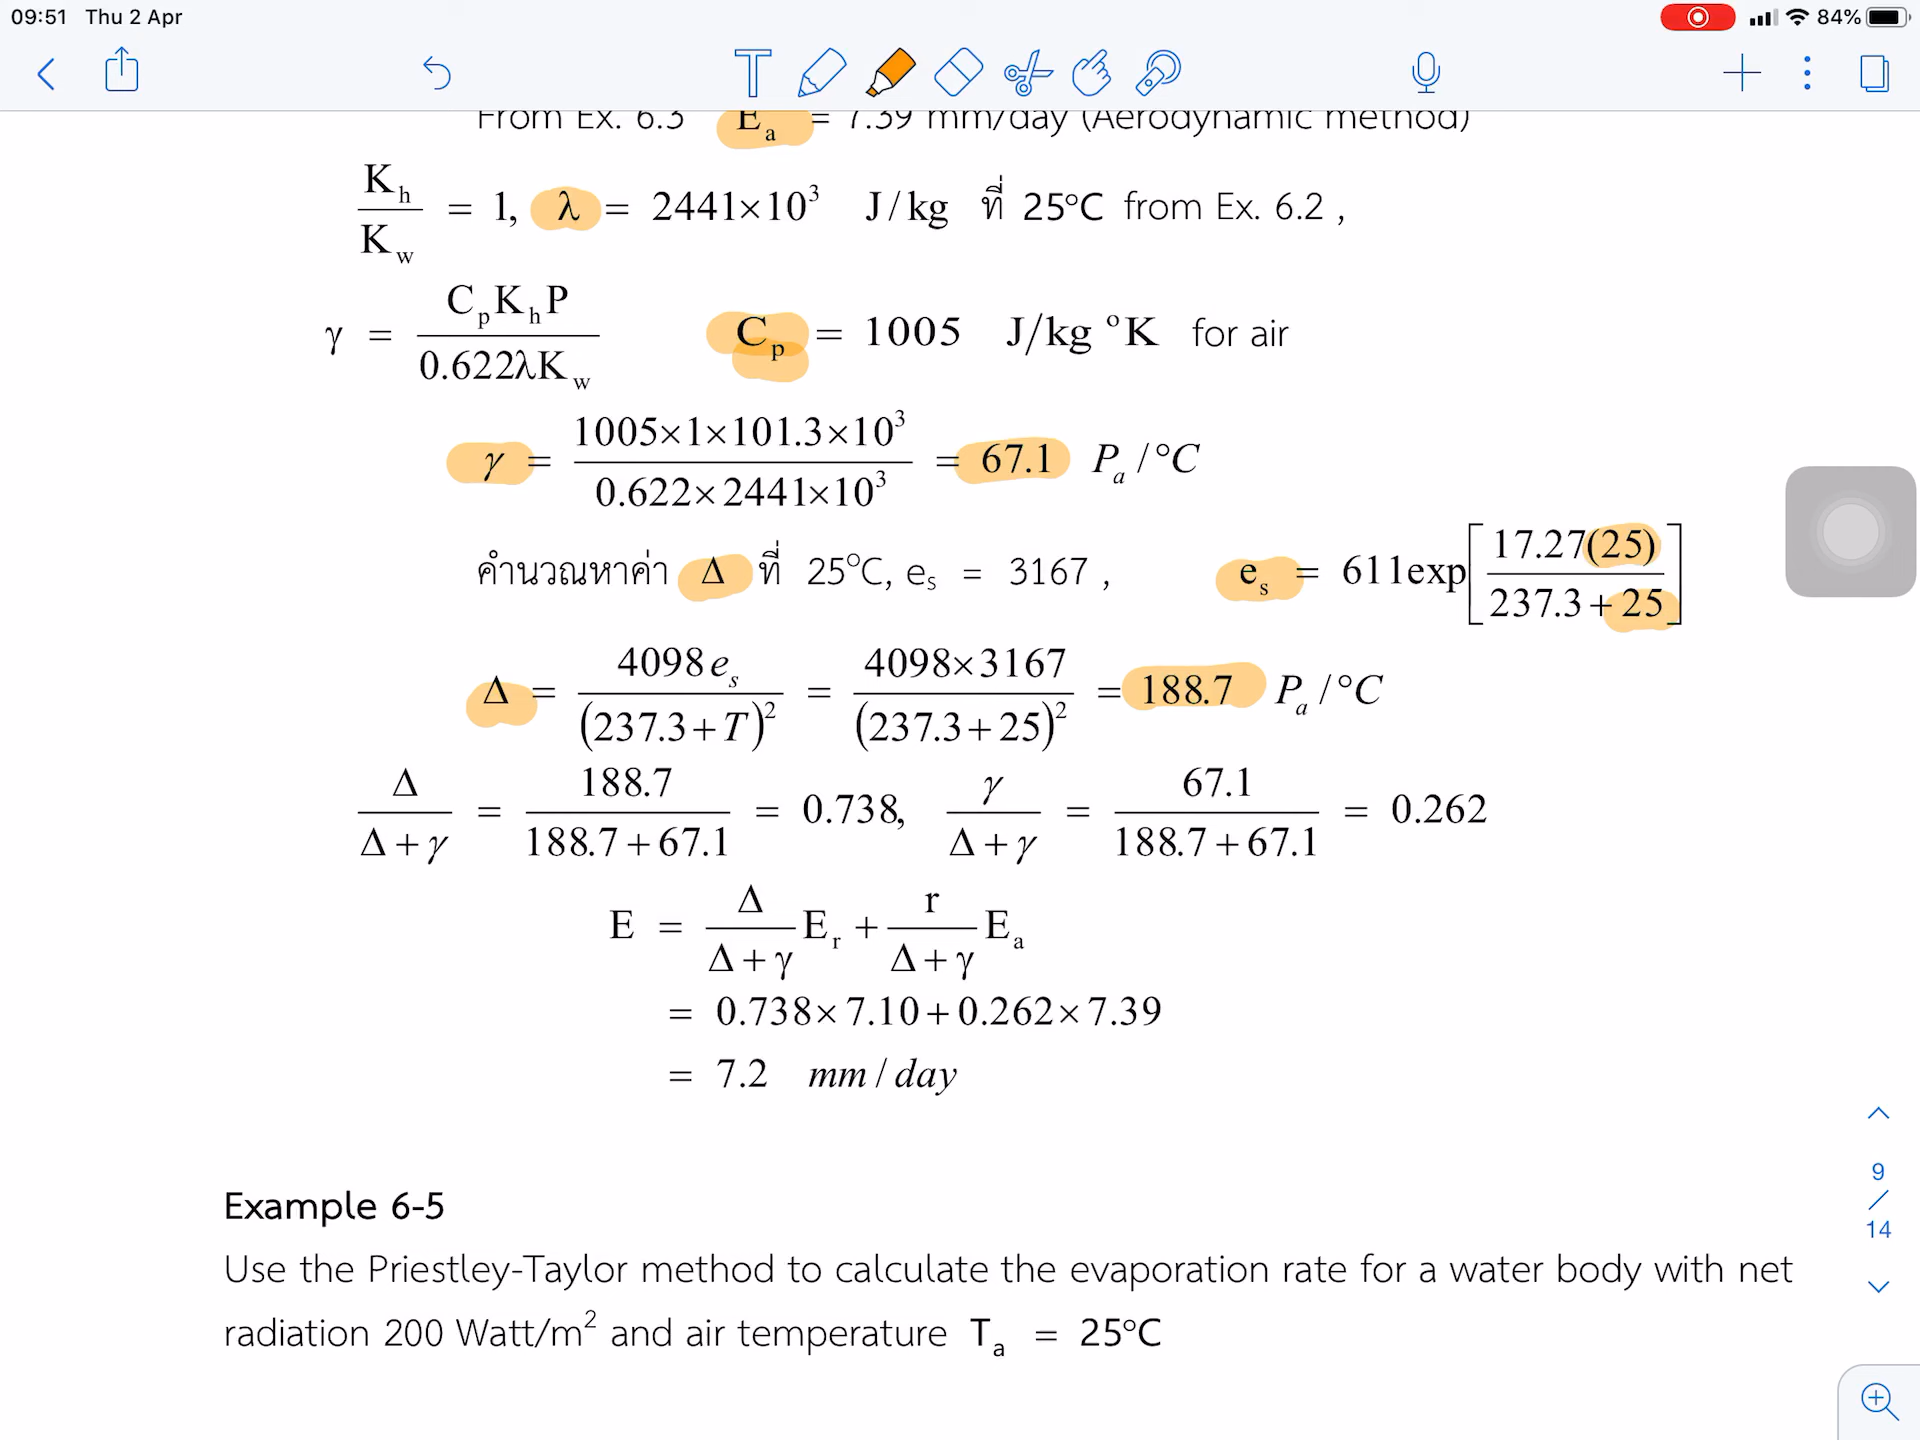 09:51 Thu 2 Apr 84%
From Ex. 6.3 Ea = 7.39 mm/day (Aerodynamic method)
Kh/Kw = 1, λ = 2441×10³ J/kg ที่ 25°C from Ex. 6.2 ,
γ = CpKhP/0.622λKw Cp = 1005 J/kg °K for air
γ = 1005×1×101.3×10³/0.622×2441×10³ = 67.1 Pa/°C
คำนวณหาค่า Δ ที่ 25°C, es = 3167 , es = 611exp[17.27(25)/237.3+25]
Δ = 4098es/(237.3+T)² = 4098×3167/(237.3+25)² = 188.7 Pa/°C
Δ/Δ+γ = 188.7/188.7+67.1 = 0.738, γ/Δ+γ = 67.1/188.7+67.1 = 0.262
E = Δ/Δ+γ Er + r/Δ+γ Ea
= 0.738×7.10+0.262×7.39
= 7.2 mm/day
Example 6-5
Use the Priestley-Taylor method to calculate the evaporation rate for a water body with net
radiation 200 Watt/m² and air temperature Ta = 25°C
9
/
14